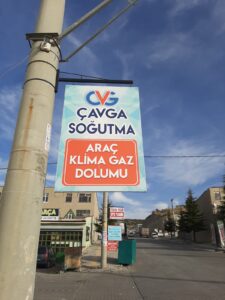 CVG
ÇAVGA
SOĞUTMA
ARAÇ
KLİMA GAZ
DOLUMU